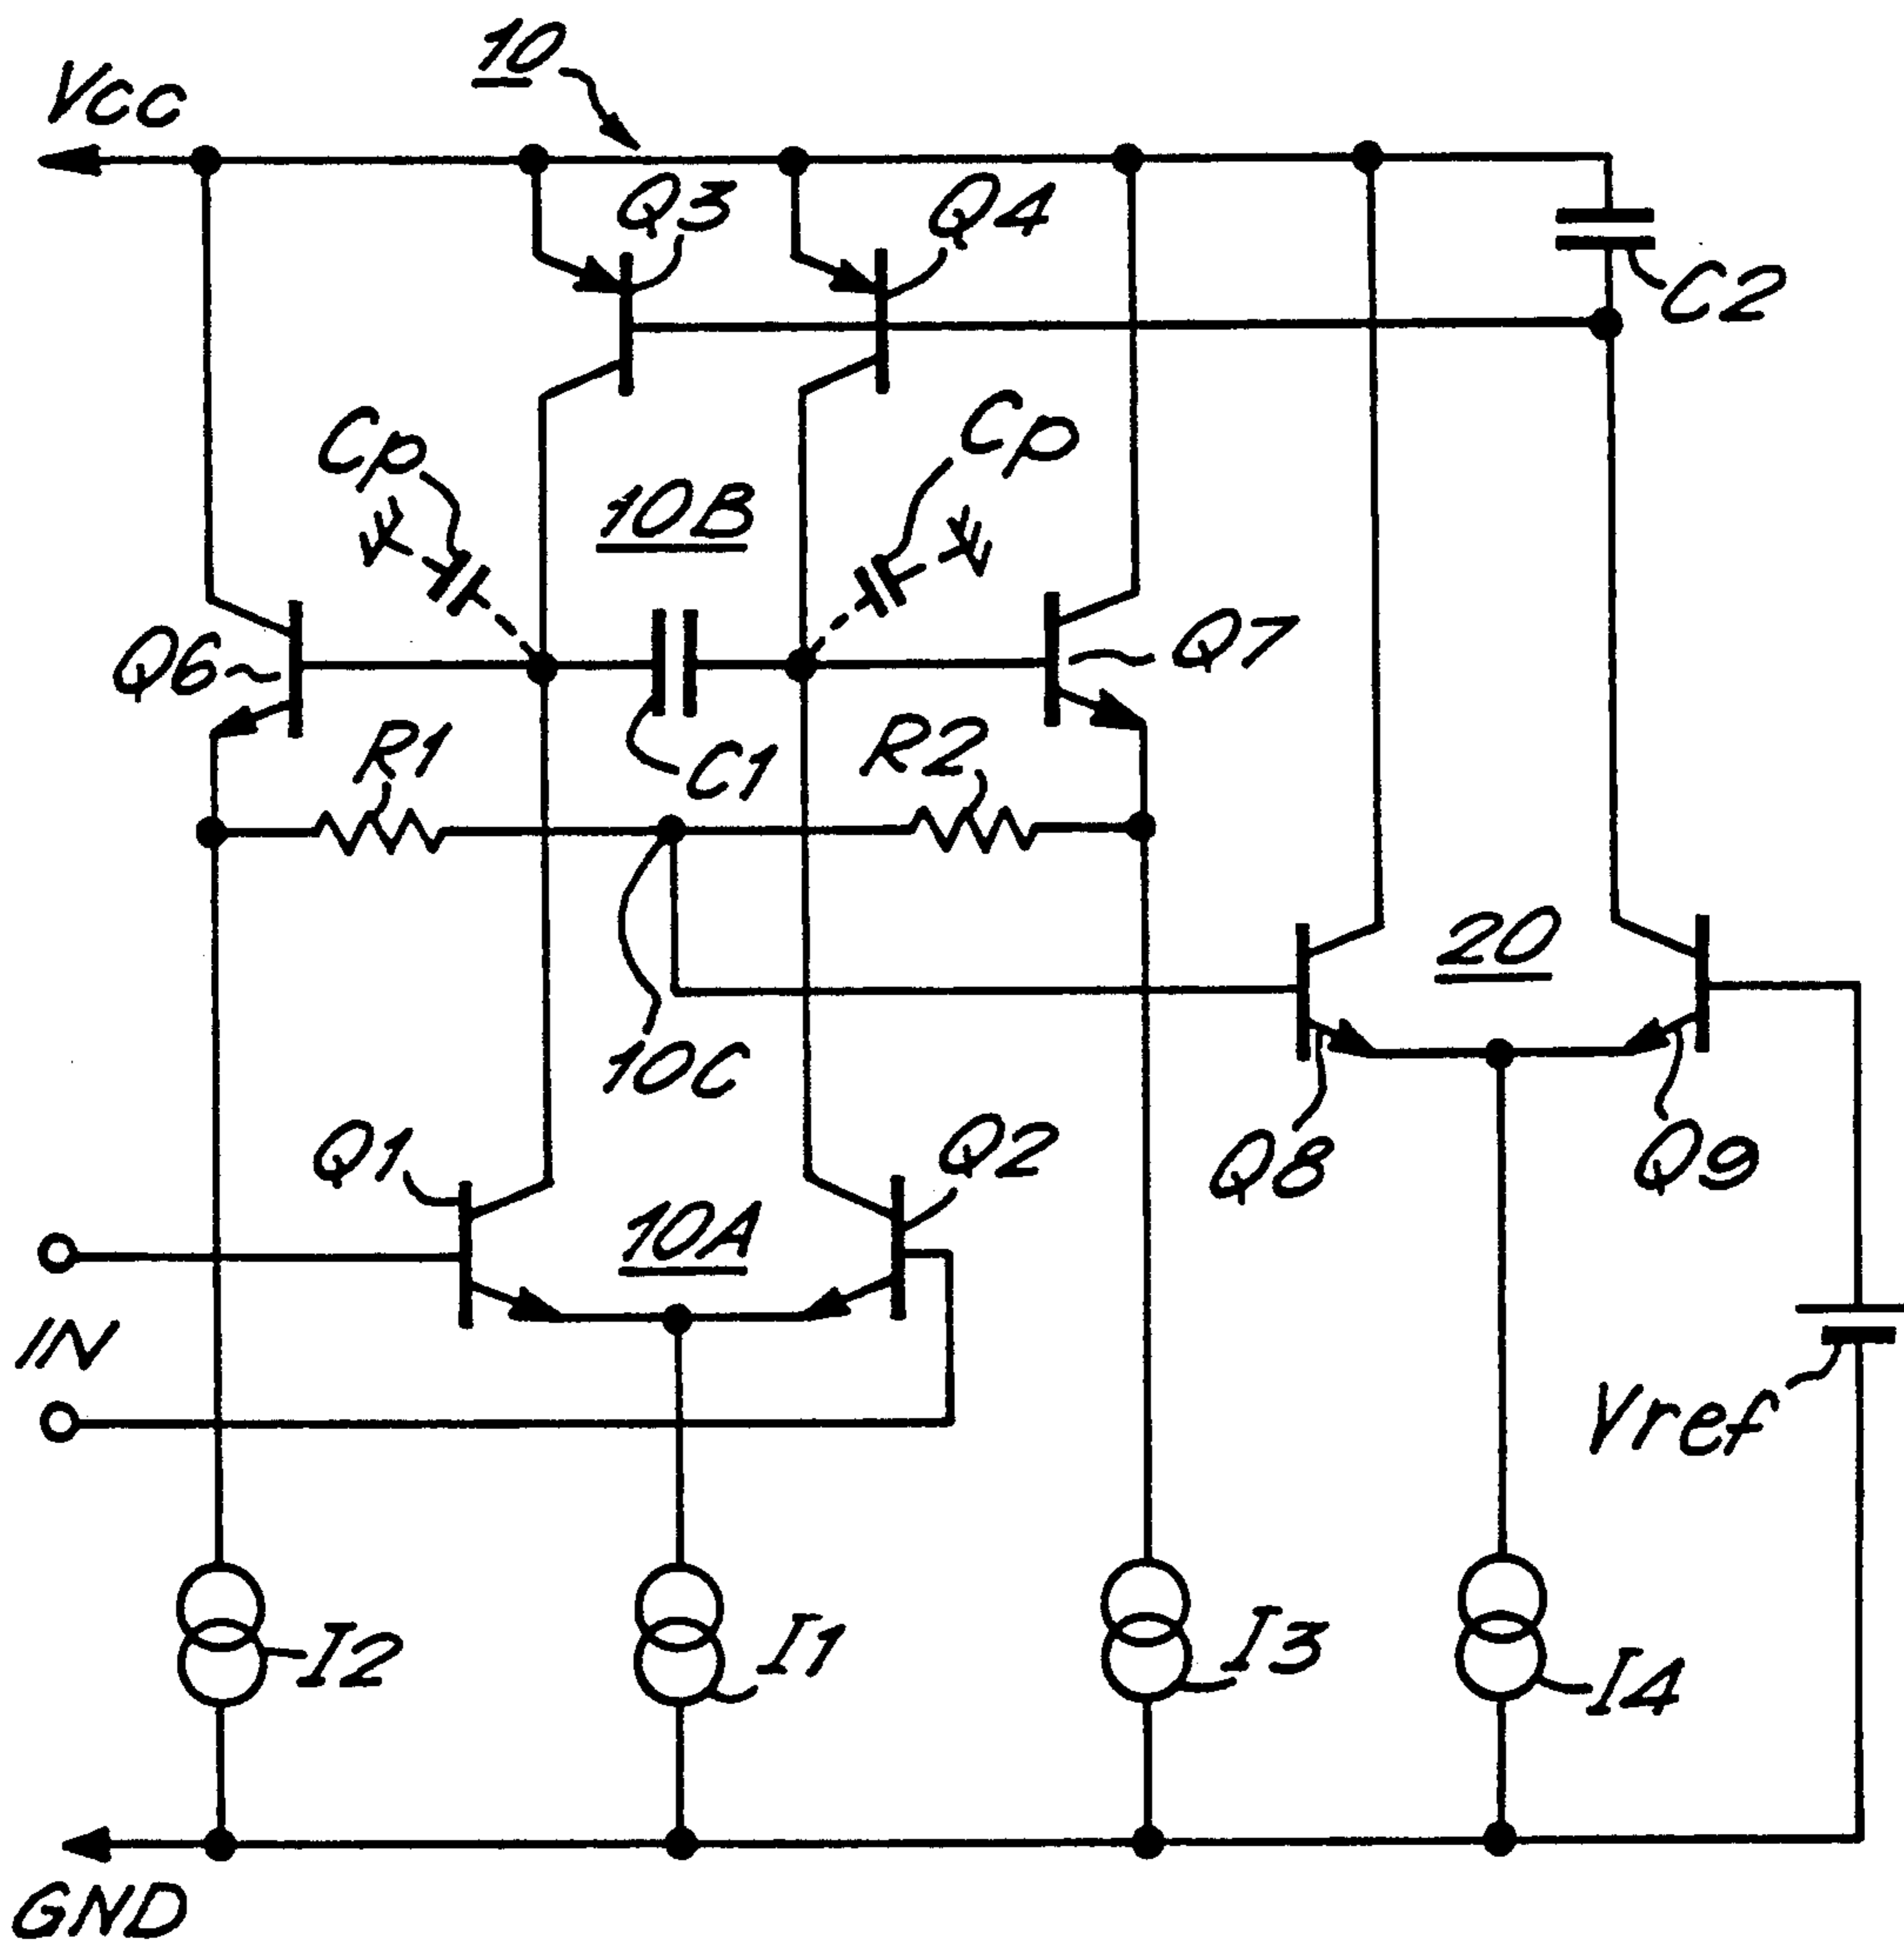 10
Vcc
Q3
Q4
C2
Cp
Cp
10B
Q6
Q7
R1
C1
R2
20
10C
Q1
Q2
Q8
Q9
10A
IN
Vref
I2
I1
I3
I4
GND